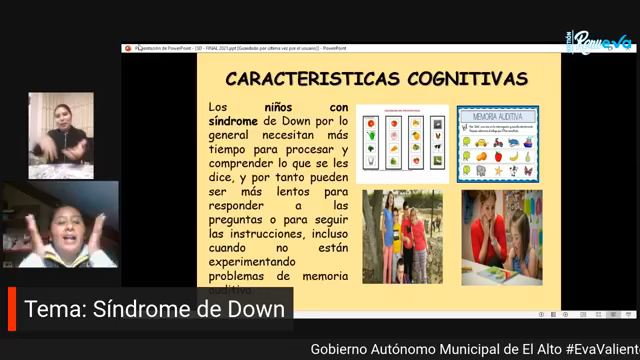 GESTIÓN
Renueva
Presentación de PowerPoint - [SD - FINAL 2021.ppt [Guardado por última vez por el usuario]] - PowerPoint
CARACTERISTICAS COGNITIVAS
Los niños con
síndrome de Down por lo
general necesitan más
tiempo para procesar y
comprender lo que se les
dice, y por tanto pueden
ser más lentos para
responder a las
preguntas o para seguir
las instrucciones, incluso
cuando no están
experimentando
problemas de memoria
auditiva.
MEMORIA AUDITIVA
Tema: Síndrome de Down
Gobierno Autónomo Municipal de El Alto #EvaValient